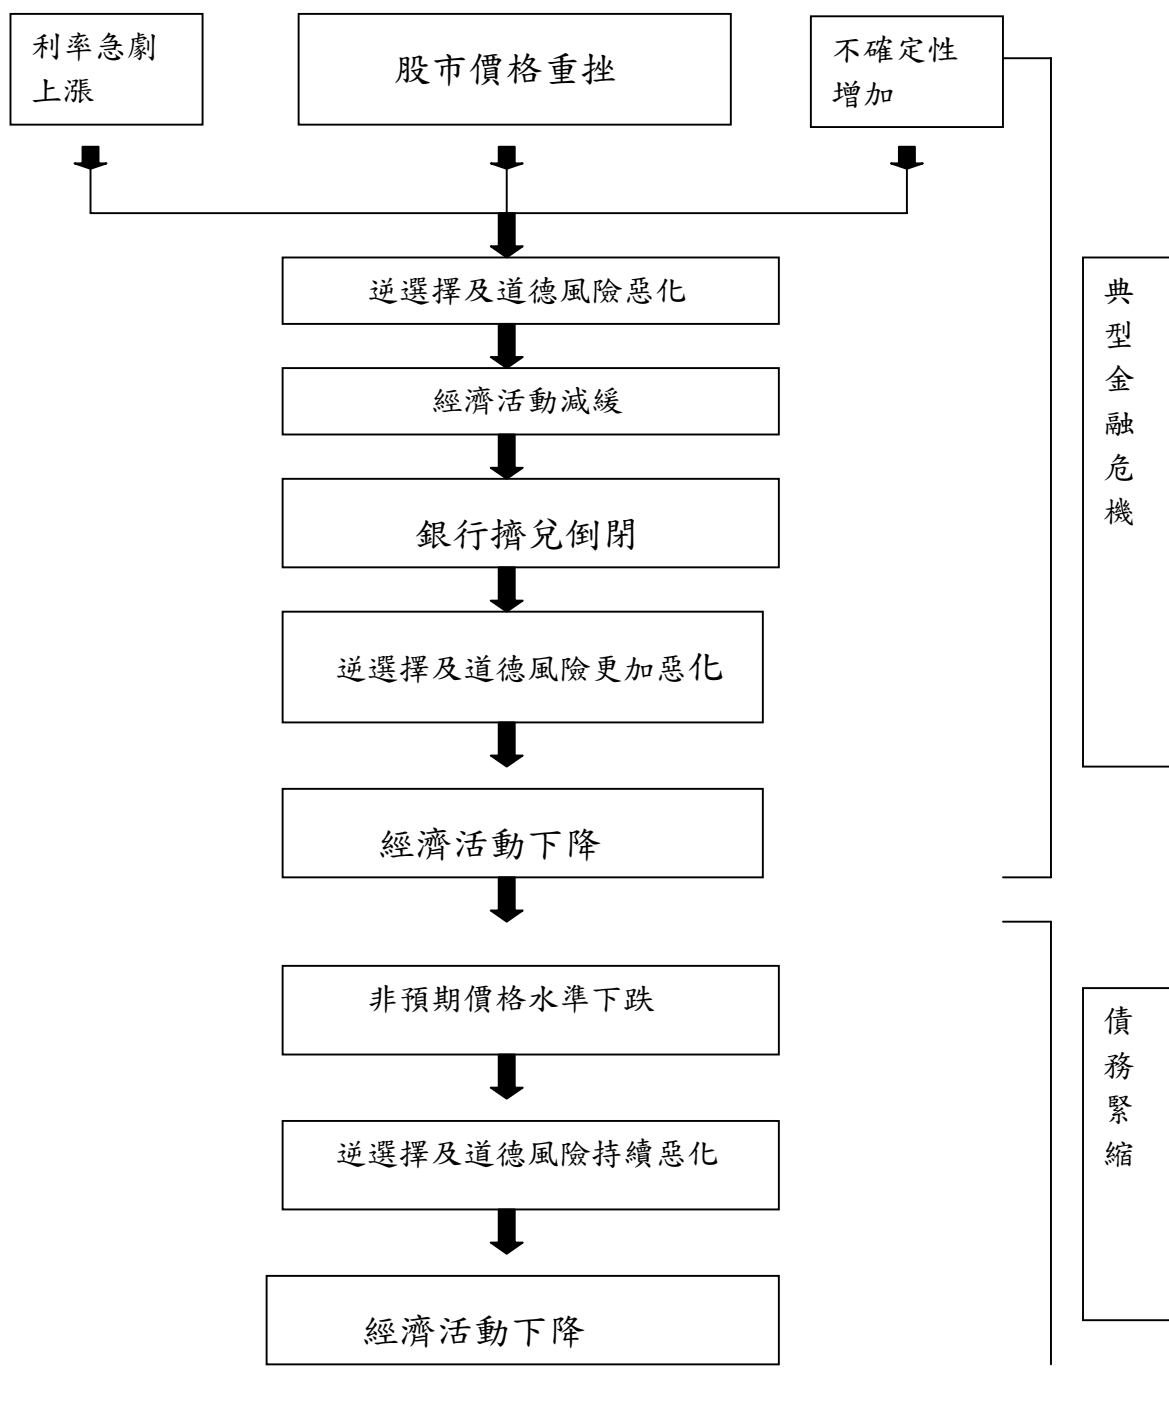 利率急劇
上漲
股市價格重挫
不確定性
增加
逆選擇及道德風險惡化
經濟活動減緩
銀行擠兌倒閉
逆選擇及道德風險更加惡化
經濟活動下降
典
型
金
融
危
機
非預期價格水準下跌
逆選擇及道德風險持續惡化
經濟活動下降
債
務
緊
縮